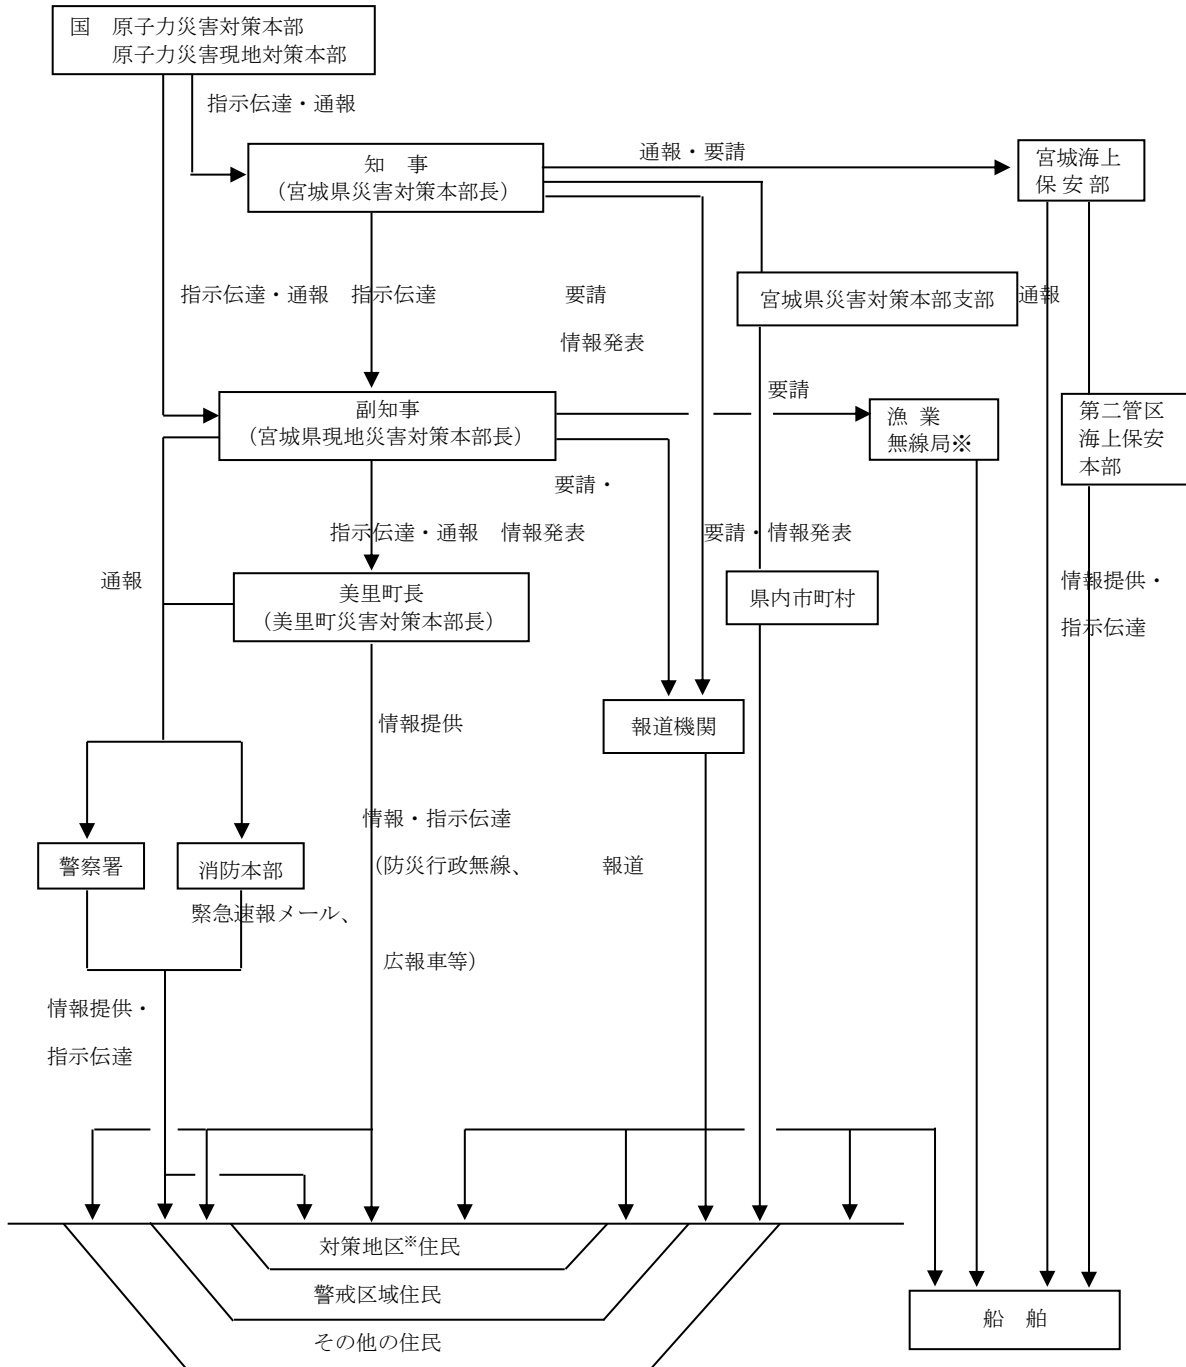 国　原子力災害対策本部
原子力災害現地対策本部
指示伝達・通報
知　事
（宮城県災害対策本部長）
通報・要請
宮城海上
保 安 部
指示伝達・通報　指示伝達
要請
宮城県災害対策本部支部
通報
情報発表
要請
副知事
（宮城県現地災害対策本部長）
漁 業
無線局※
第二管区
海上保安
本部
要請・
指示伝達・通報　情報発表
要請・情報発表
通報
美里町長
（美里町災害対策本部長）
県内市町村
情報提供・
指示伝達
情報提供
報道機関
情報・指示伝達
警察署
消防本部
（防災行政無線、
報道
緊急速報メール、
広報車等）
情報提供・
指示伝達
対策地区※住民
警戒区域住民
その他の住民
船　舶